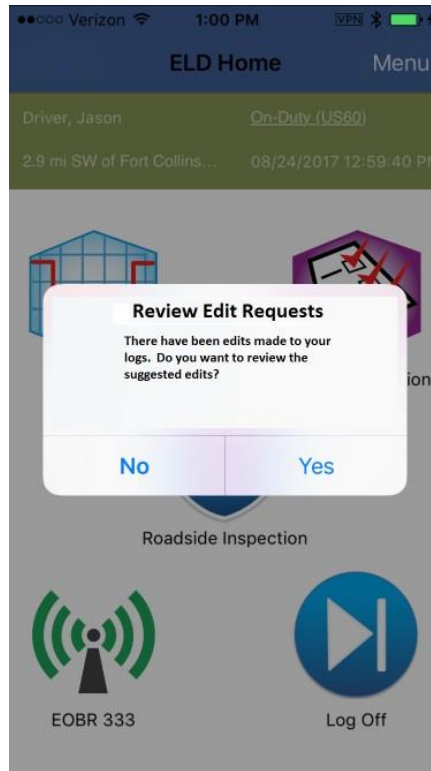 Verizon 1:00 PM VPN
ELD Home Menu
Driver, Jason On-Duty (US60)
2.9 mi SW of Fort Collins... 08/24/2017 12:59:40 PM
Review Edit Requests
There have been edits made to your
logs. Do you want to review the
suggested edits?
ion
No Yes
Roadside Inspection
EOBR 333 Log Off